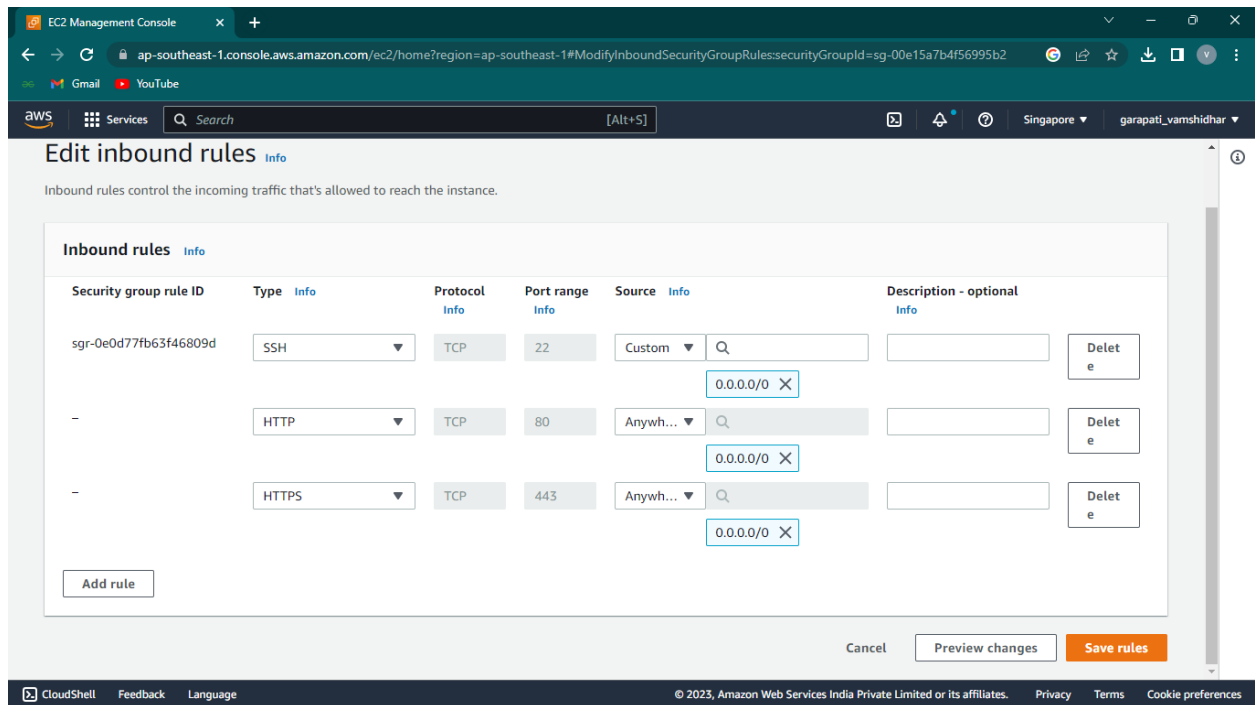 EC2 Management Console
ap-southeast-1.console.aws.amazon.com/ec2/home?region=ap-southeast-1#ModifyInboundSecurityGroupRules:securityGroupId=sg-00e15a7b4f56995b2
V
Gmail YouTube
aws Services Search [Alt+S] Singapore garapati_vamshidhar
Edit inbound rules Info
Inbound rules control the incoming traffic that's allowed to reach the instance.
Inbound rules Info
Security group rule ID Type Info Protocol Port range Source Info Description - optional
Info Info Info
sgr-0e0d77fb63f46809d SSH TCP 22 Custom Delet
e
0.0.0.0/0
– HTTP TCP 80 Anywh... Delet
e
0.0.0.0/0
– HTTPS TCP 443 Anywh... Delet
e
0.0.0.0/0
Add rule
Cancel Preview changes Save rules
CloudShell Feedback Language © 2023, Amazon Web Services India Private Limited or its affiliates. Privacy Terms Cookie preferences